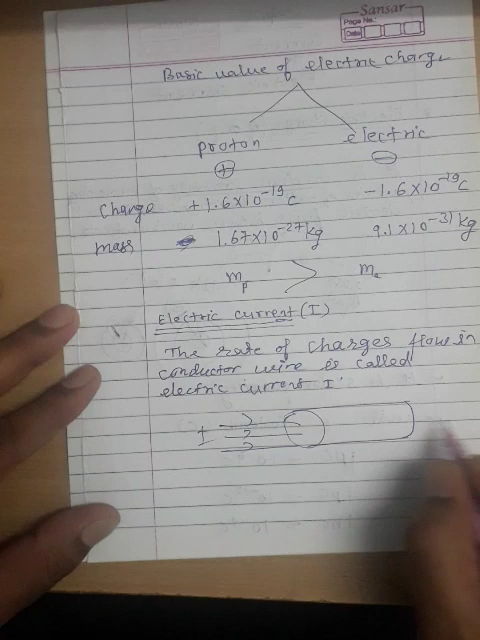 Sansar
Page No.:
Date
Basic value of electric charge
proton electric
+ −
Charge +1.6×10⁻¹⁹c −1.6×10⁻¹⁹c
mass 1.67×10⁻²⁷kg 9.1×10⁻³¹kg
mp > me
Electric current (I)
The rate of charges flow in
conductor wire is called
electric current I'
I